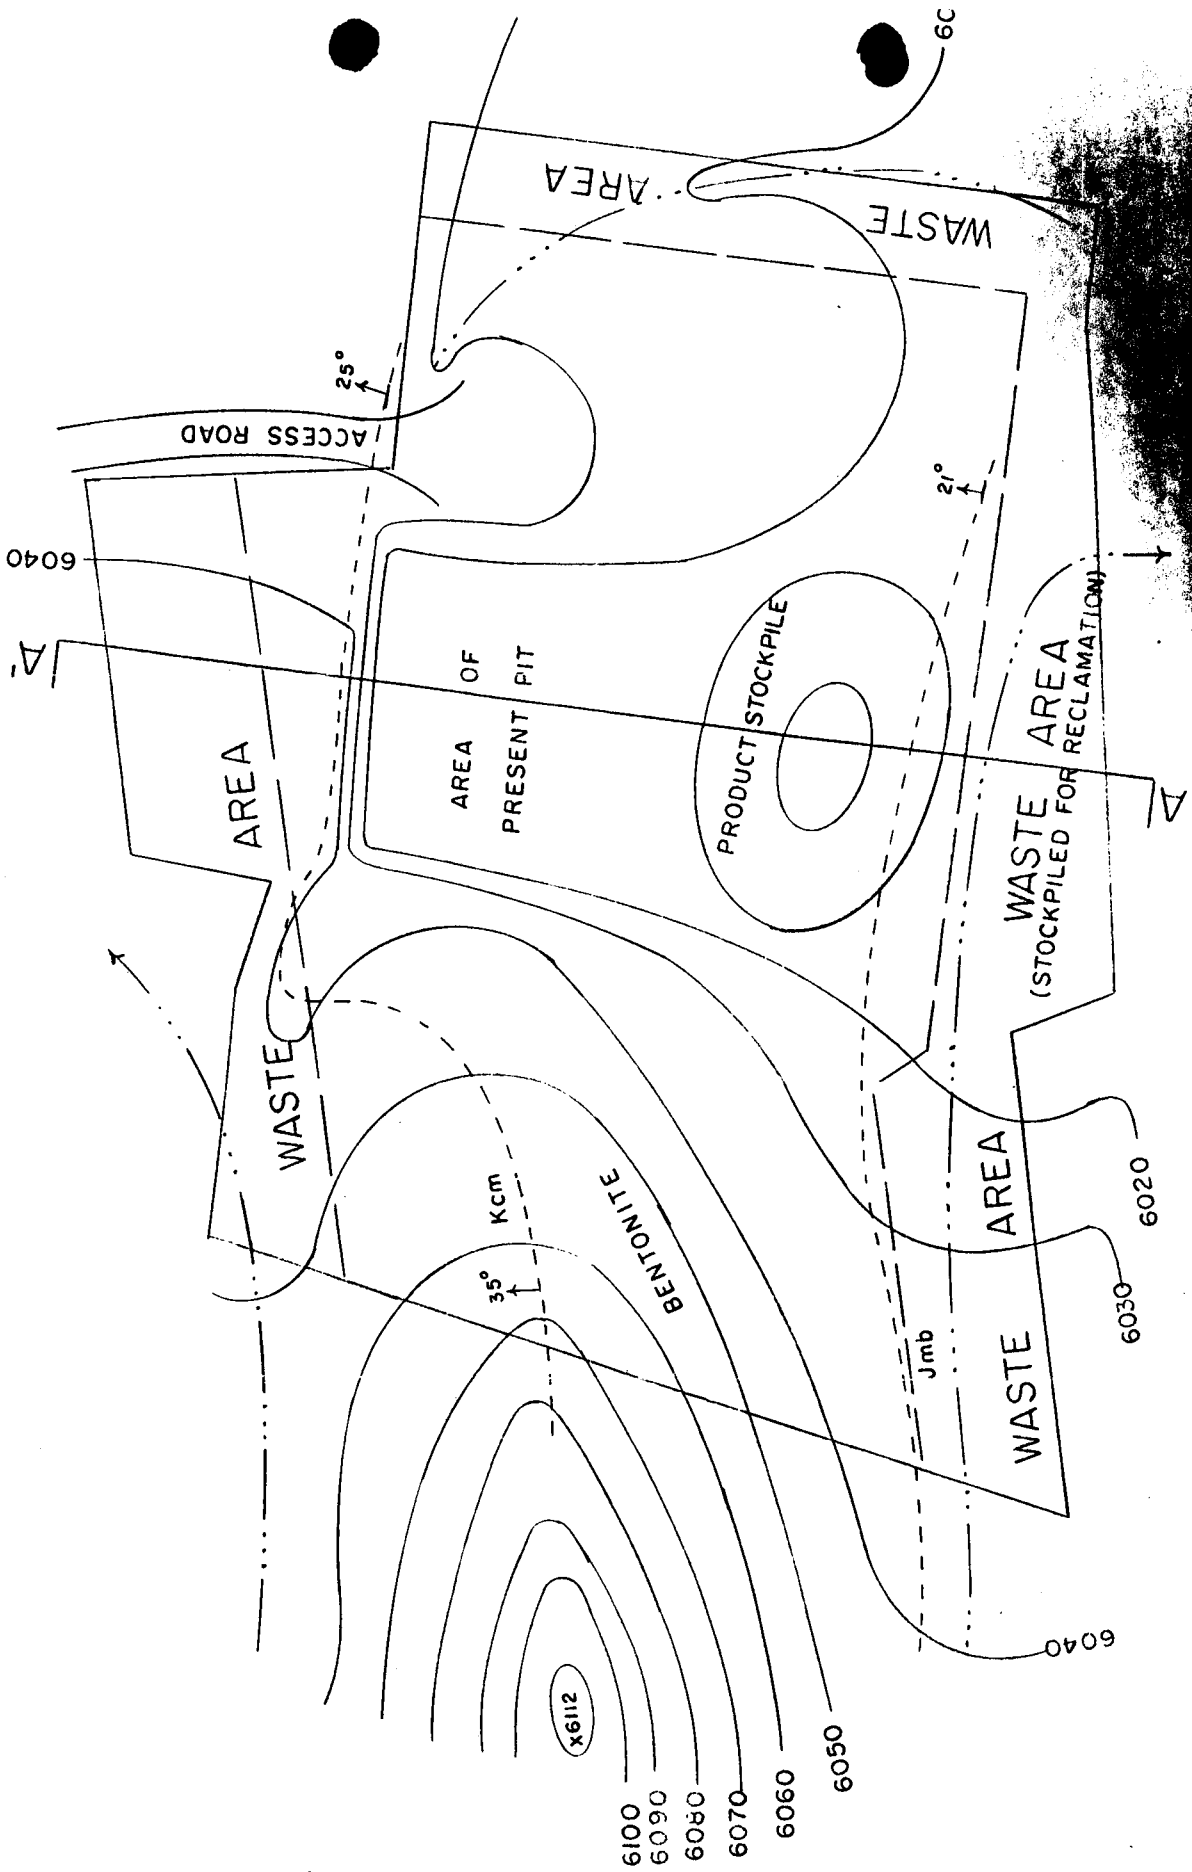 A'
6040
ACCESS ROAD
25°
WASTE AREA
WASTE AREA
AREA OF
PRESENT PIT
PRODUCT STOCKPILE
21°
WASTE AREA
(STOCKPILED FOR RECLAMATION)
A
WASTE AREA
Kcm
35°
BENTONITE
Jmb
x6112
6100
6090
6080
6070
6060
6050
6040
6030
6020